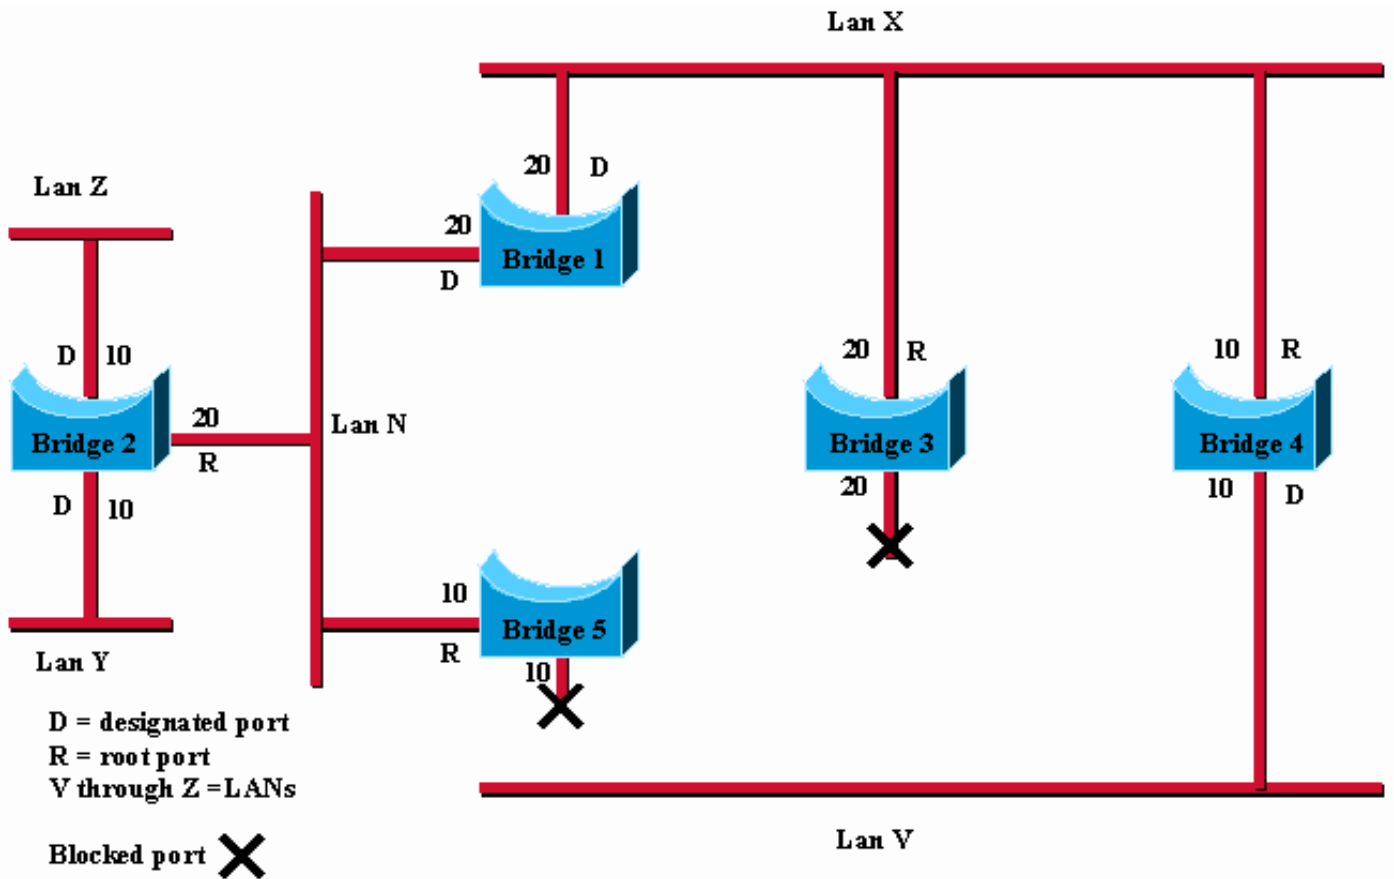 Lan X
20 D
Lan Z
20
Bridge 1
D
D 10
20 R
10 R
20
Lan N
Bridge 2
R
Bridge 3
Bridge 4
D 10
20
10 D
10
Bridge 5
R
10
Lan Y
D = designated port
R = root port
V through Z =LANs
Lan V
Blocked port